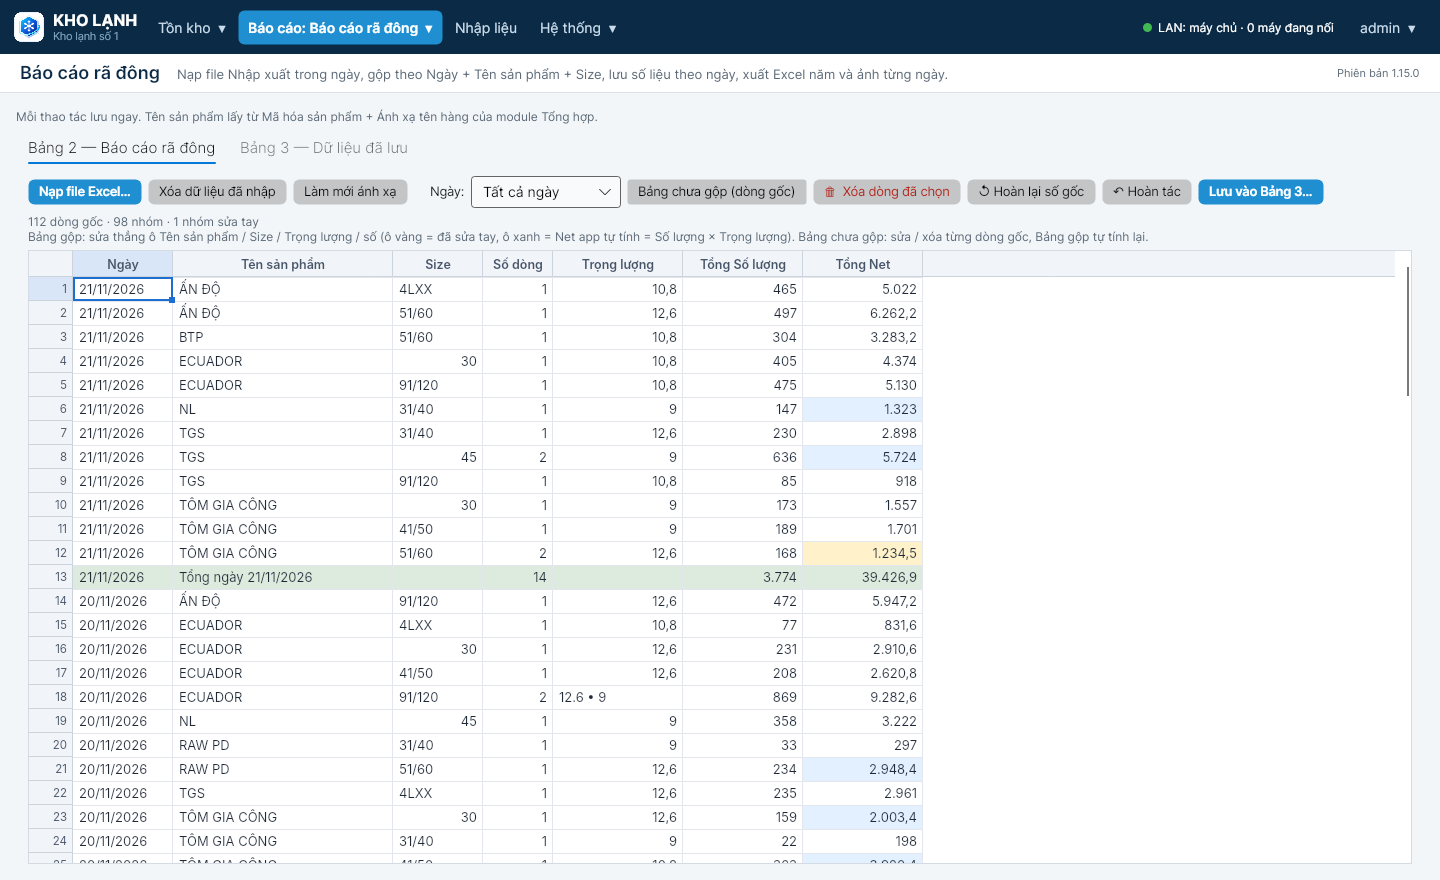 KHO LẠNH
Kho lạnh số 1
Tồn kho ▾ Báo cáo: Báo cáo rã đông ▾ Nhập liệu Hệ thống ▾ LAN: máy chủ · 0 máy đang nối admin ▾
Báo cáo rã đông Nạp file Nhập xuất trong ngày, gộp theo Ngày + Tên sản phẩm + Size, lưu số liệu theo ngày, xuất Excel năm và ảnh từng ngày. Phiên bản 1.15.0
Mỗi thao tác lưu ngay. Tên sản phẩm lấy từ Mã hóa sản phẩm + Ánh xạ tên hàng của module Tổng hợp.
Bảng 2 — Báo cáo rã đông Bảng 3 — Dữ liệu đã lưu
Nạp file Excel... Xóa dữ liệu đã nhập Làm mới ánh xạ Ngày: Tất cả ngày Bảng chưa gộp (dòng gốc) Xóa dòng đã chọn Hoàn lại số gốc Hoàn tác Lưu vào Bảng 3...
112 dòng gốc · 98 nhóm · 1 nhóm sửa tay
Bảng gộp: sửa thẳng ô Tên sản phẩm / Size / Trọng lượng / số (ô vàng = đã sửa tay, ô xanh = Net app tự tính = Số lượng × Trọng lượng). Bảng chưa gộp: sửa / xóa từng dòng gốc, Bảng gộp tự tính lại.
Ngày Tên sản phẩm Size Số dòng Trọng lượng Tổng Số lượng Tổng Net
1 21/11/2026 ẤN ĐỘ 4LXX 1 10,8 465 5.022
2 21/11/2026 ẤN ĐỘ 51/60 1 12,6 497 6.262,2
3 21/11/2026 BTP 51/60 1 10,8 304 3.283,2
4 21/11/2026 ECUADOR 30 1 10,8 405 4.374
5 21/11/2026 ECUADOR 91/120 1 10,8 475 5.130
6 21/11/2026 NL 31/40 1 9 147 1.323
7 21/11/2026 TGS 31/40 1 12,6 230 2.898
8 21/11/2026 TGS 45 2 9 636 5.724
9 21/11/2026 TGS 91/120 1 10,8 85 918
10 21/11/2026 TÔM GIA CÔNG 30 1 9 173 1.557
11 21/11/2026 TÔM GIA CÔNG 41/50 1 9 189 1.701
12 21/11/2026 TÔM GIA CÔNG 51/60 2 12,6 168 1.234,5
13 21/11/2026 Tổng ngày 21/11/2026 14 3.774 39.426,9
14 20/11/2026 ẤN ĐỘ 91/120 1 12,6 472 5.947,2
15 20/11/2026 ECUADOR 4LXX 1 10,8 77 831,6
16 20/11/2026 ECUADOR 30 1 12,6 231 2.910,6
17 20/11/2026 ECUADOR 41/50 1 12,6 208 2.620,8
18 20/11/2026 ECUADOR 91/120 2 12.6 • 9 869 9.282,6
19 20/11/2026 NL 45 1 9 358 3.222
20 20/11/2026 RAW PD 31/40 1 9 33 297
21 20/11/2026 RAW PD 51/60 1 12,6 234 2.948,4
22 20/11/2026 TGS 4LXX 1 12,6 235 2.961
23 20/11/2026 TÔM GIA CÔNG 30 1 12,6 159 2.003,4
24 20/11/2026 TÔM GIA CÔNG 31/40 1 9 22 198